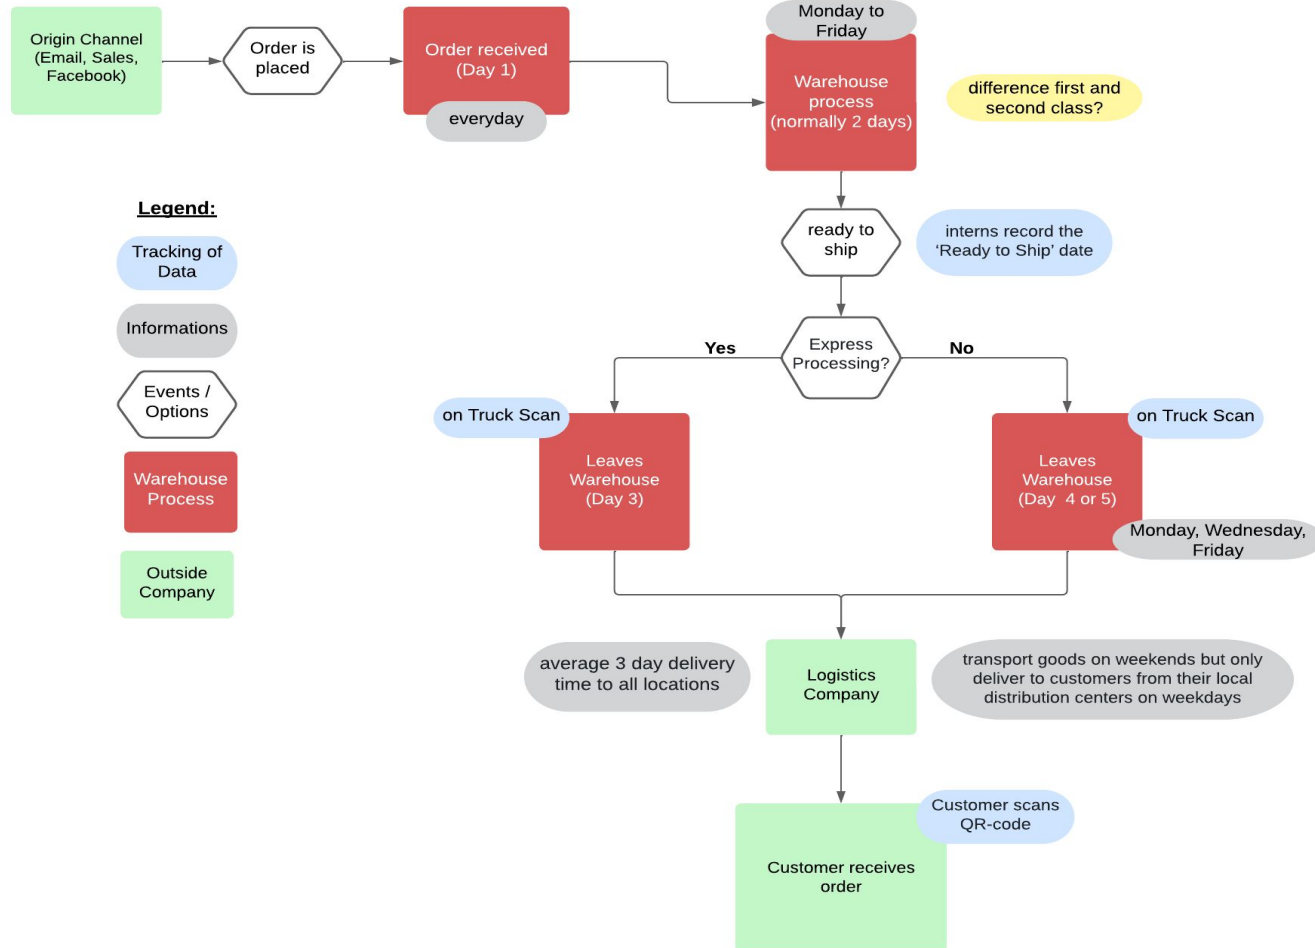 Origin Channel
(Email, Sales,
Facebook)
Order is
placed
Order received
(Day 1)
everyday
Monday to
Friday
Warehouse
process
(normally 2 days)
difference first and
second class?
Legend:
Tracking of
Data
Informations
Events /
Options
Warehouse
Process
Outside
Company
ready to
ship
interns record the
‘Ready to Ship’ date
Express
Processing?
Yes
No
on Truck Scan
Leaves
Warehouse
(Day 3)
on Truck Scan
Leaves
Warehouse
(Day 4 or 5)
Monday, Wednesday,
Friday
average 3 day delivery
time to all locations
Logistics
Company
transport goods on weekends but only
deliver to customers from their local
distribution centers on weekdays
Customer scans
QR-code
Customer receives
order